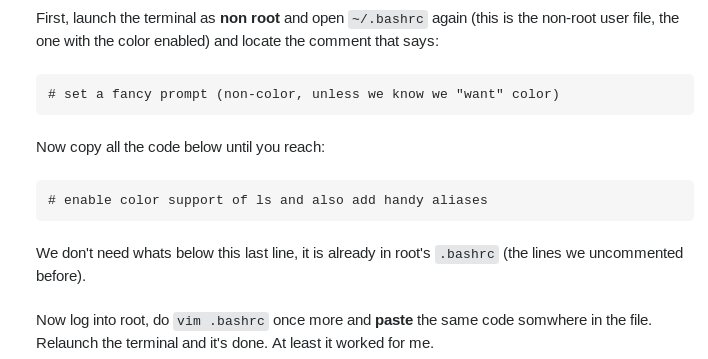 First, launch the terminal as non root and open ~/.bashrc again (this is the non-root user file, the
one with the color enabled) and locate the comment that says:
# set a fancy prompt (non-color, unless we know we "want" color)
Now copy all the code below until you reach:
# enable color support of ls and also add handy aliases
We don't need whats below this last line, it is already in root's .bashrc (the lines we uncommented
before).
Now log into root, do vim .bashrc once more and paste the same code somwhere in the file.
Relaunch the terminal and it's done. At least it worked for me.